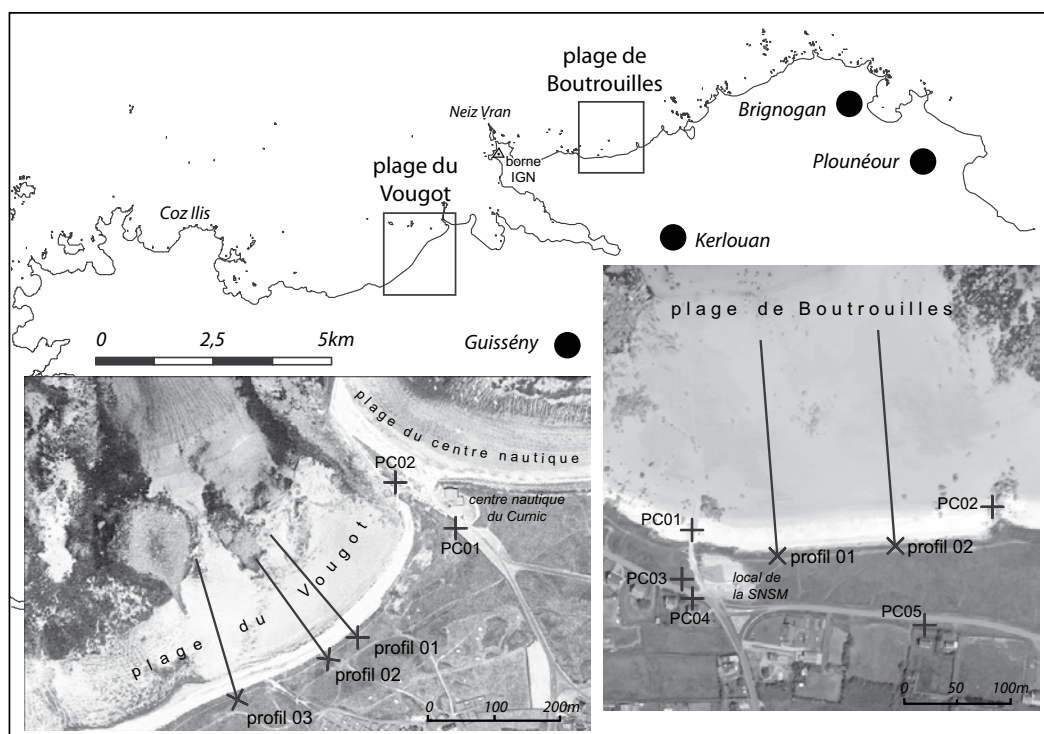 plage de
Boutrouilles
Neiz Vran
Brignogan
borne
IGN
Plounéour
plage du
Vougot
Coz Ilis
Kerlouan
0 2,5 5km
Guissény
plage du centre nautique
PC02
centre nautique
du Curnic
PC01
plage du Vougot
profil 01
profil 02
profil 03
0 100 200m
plage de Boutrouilles
PC02
PC01
profil 01
profil 02
PC03
local de
la SNSM
PC04
PC05
0 50 100m